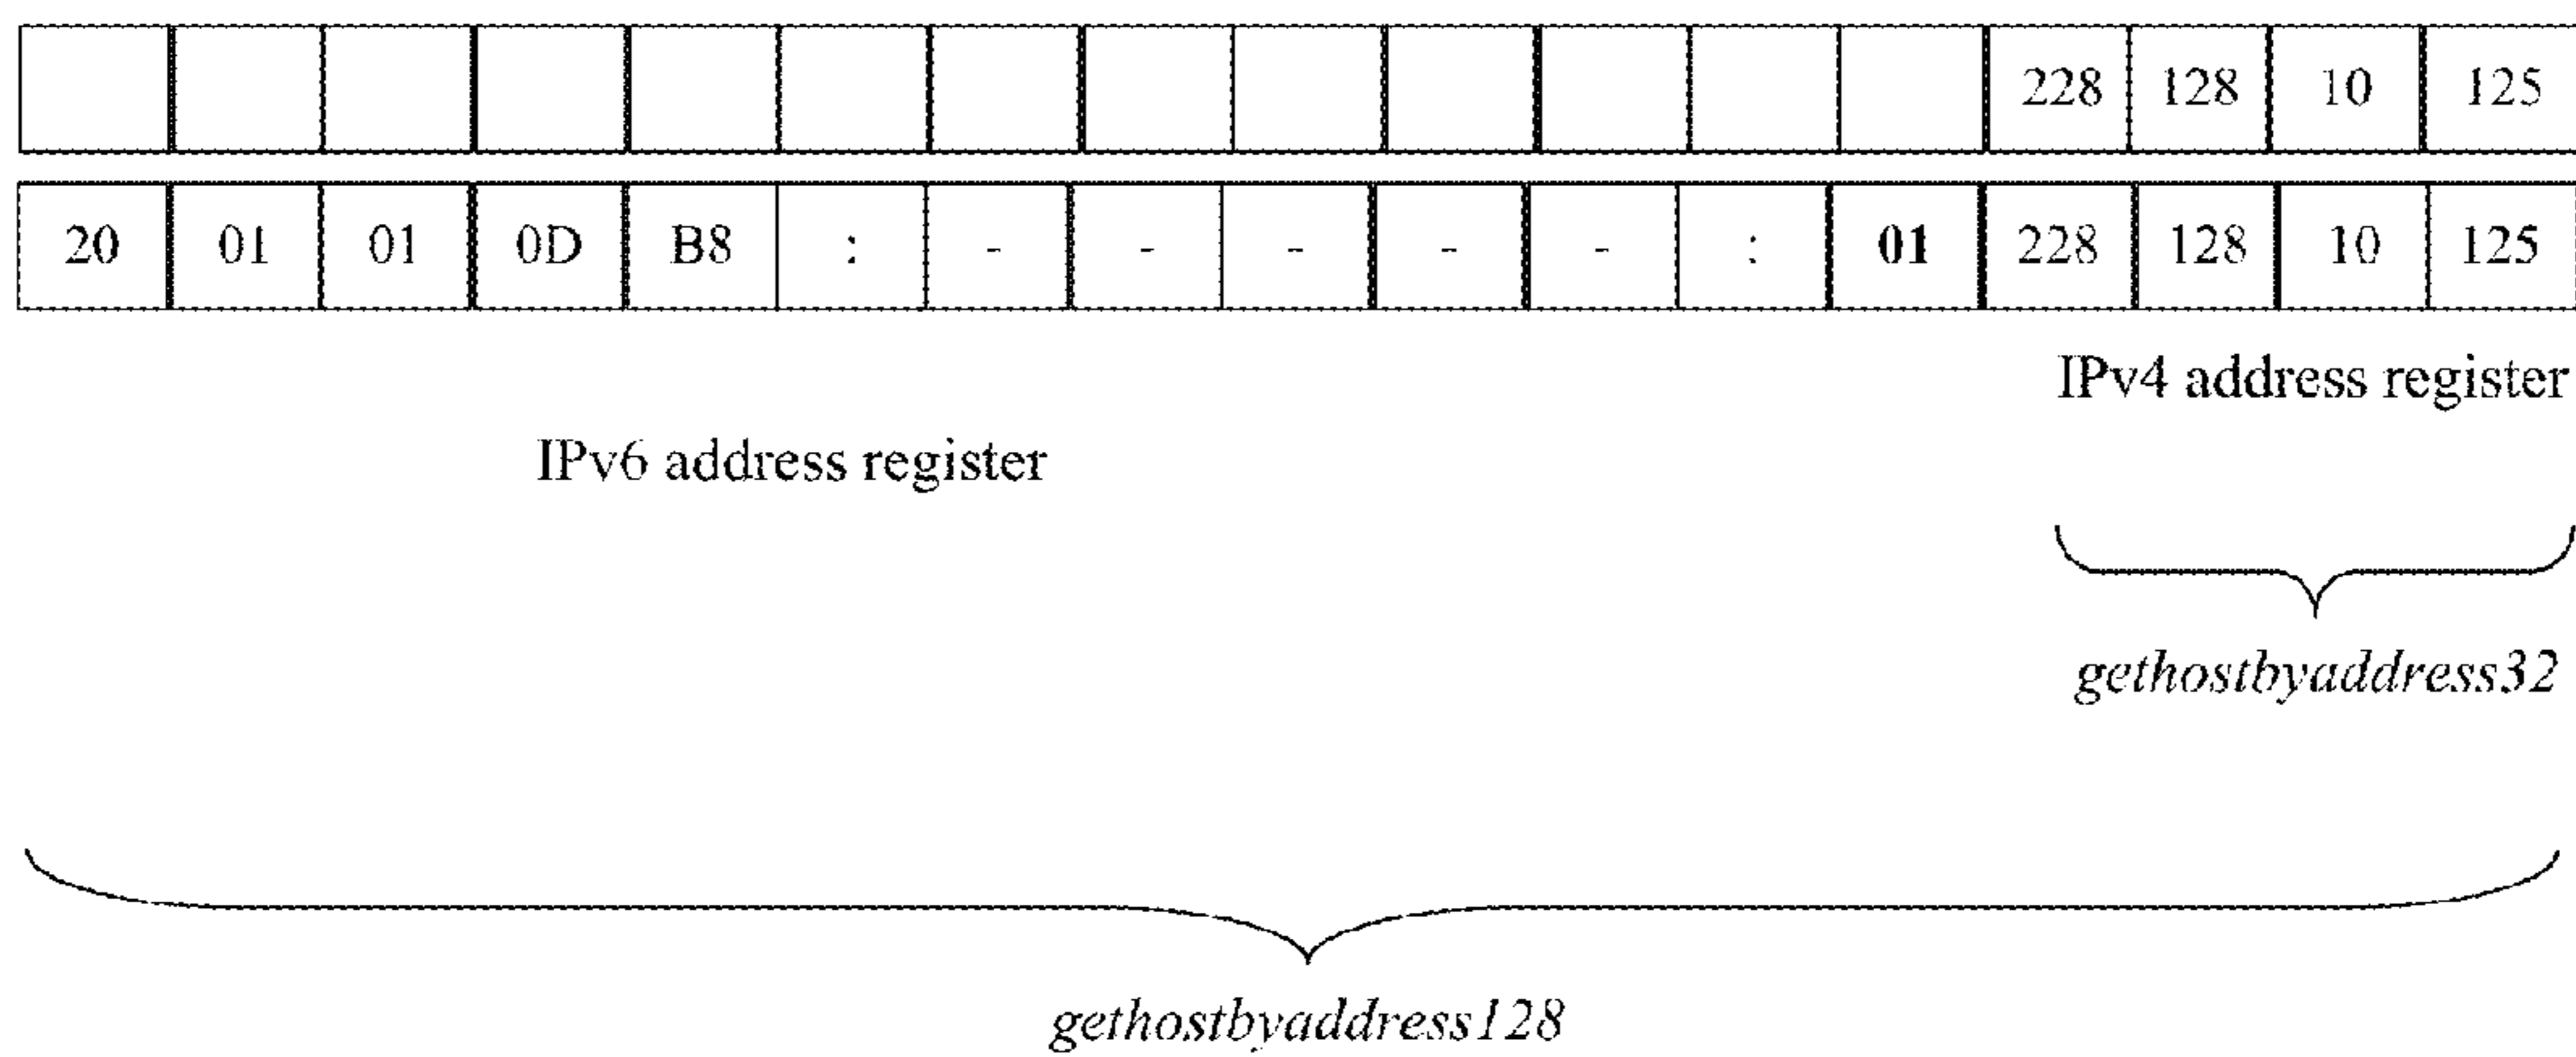 228 128 10 125
20 01 01 0D B8 : - - - - - : 01 228 128 10 125
IPv4 address register
IPv6 address register
gethostbyaddress32
gethostbyaddress128